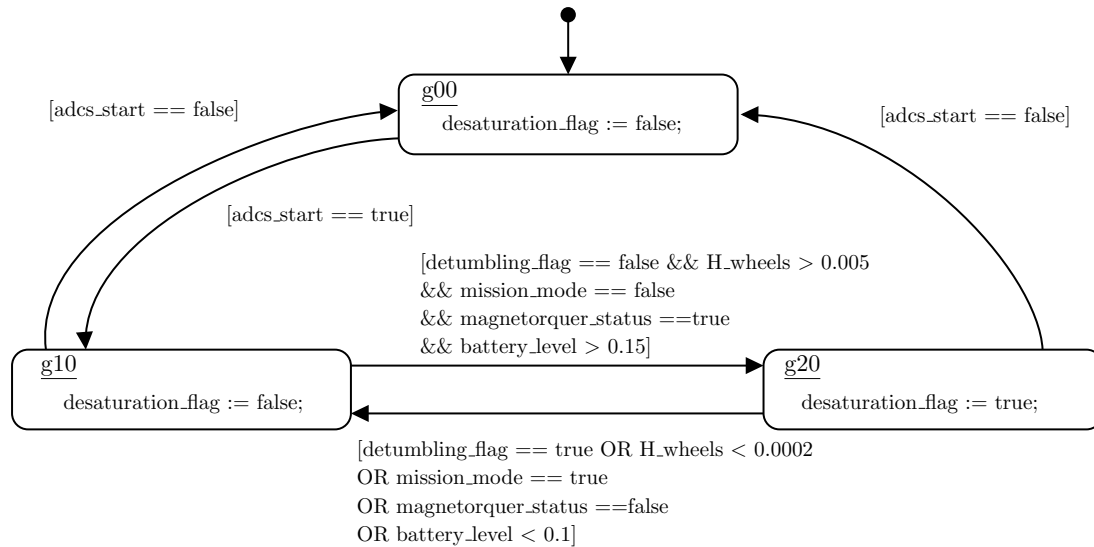 g00
desaturation_flag := false;
[adcs_start == false]
[adcs_start == false]
[adcs_start == true]
[detumbling_flag == false && H_wheels > 0.005
&& mission_mode == false
&& magnetorquer_status ==true
&& battery_level > 0.15]
g10
desaturation_flag := false;
g20
desaturation_flag := true;
[detumbling_flag == true OR H_wheels < 0.0002
OR mission_mode == true
OR magnetorquer_status ==false
OR battery_level < 0.1]